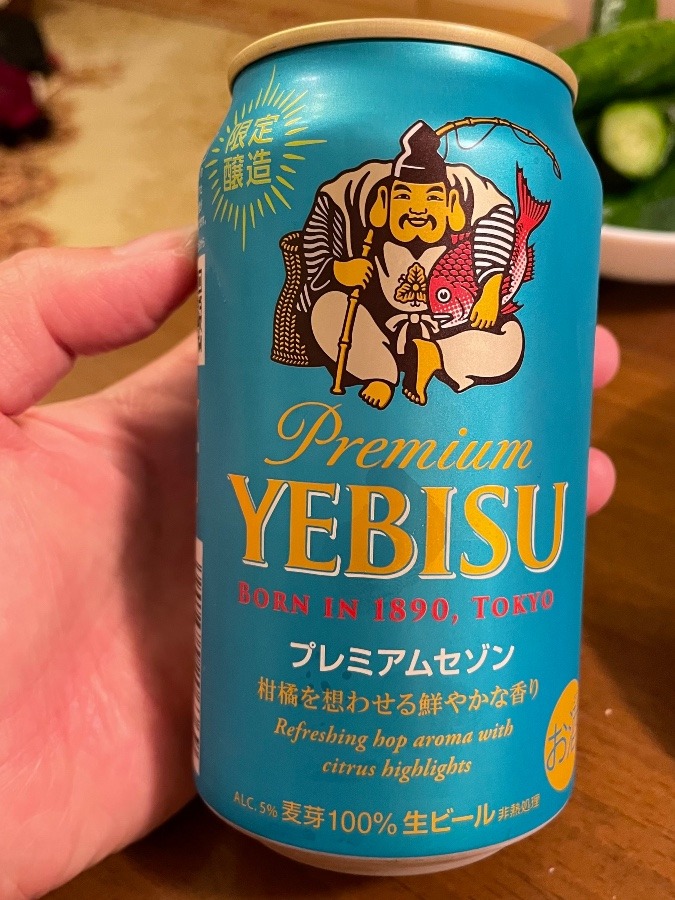 限定
醸造
Premium
YEBISU
BORN IN 1890, TOKYO
プレミアムセゾン
柑橘を想わせる鮮やかな香り
Refreshing hop aroma with
citrus highlights
お酒
ALC. 5% 麦芽100% 生ビール 非熱処理